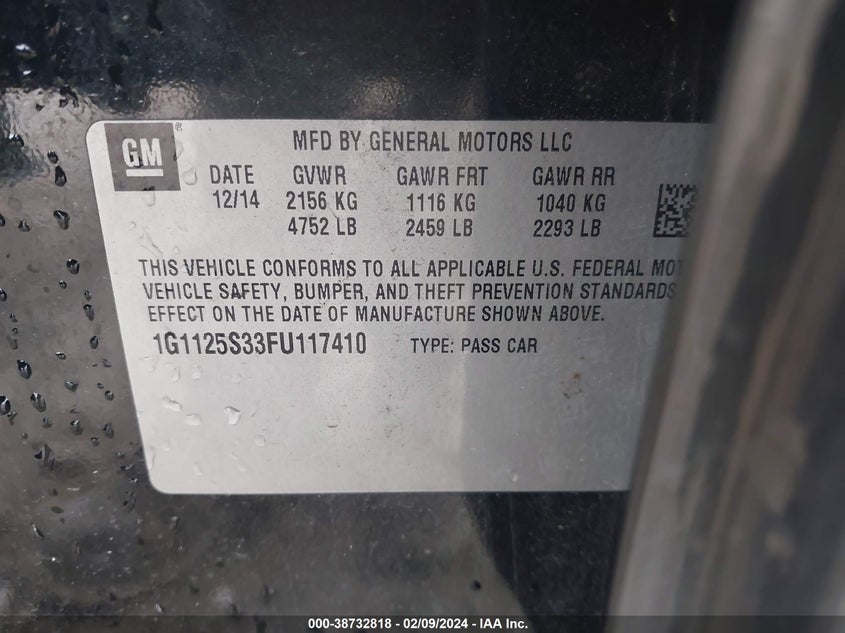 GM
MFD BY GENERAL MOTORS LLC
DATE GVWR GAWR FRT GAWR RR
12/14 2156 KG 1116 KG 1040 KG
4752 LB 2459 LB 2293 LB
THIS VEHICLE CONFORMS TO ALL APPLICABLE U.S. FEDERAL
VEHICLE SAFETY, BUMPER, AND THEFT PREVENTION STANDARDS
EFFECT ON THE DATE OF MANUFACTURE SHOWN ABOVE.
1G1125S33FU117410 TYPE: PASS CAR
000-38732818 - 02/09/2024 - IAA Inc.